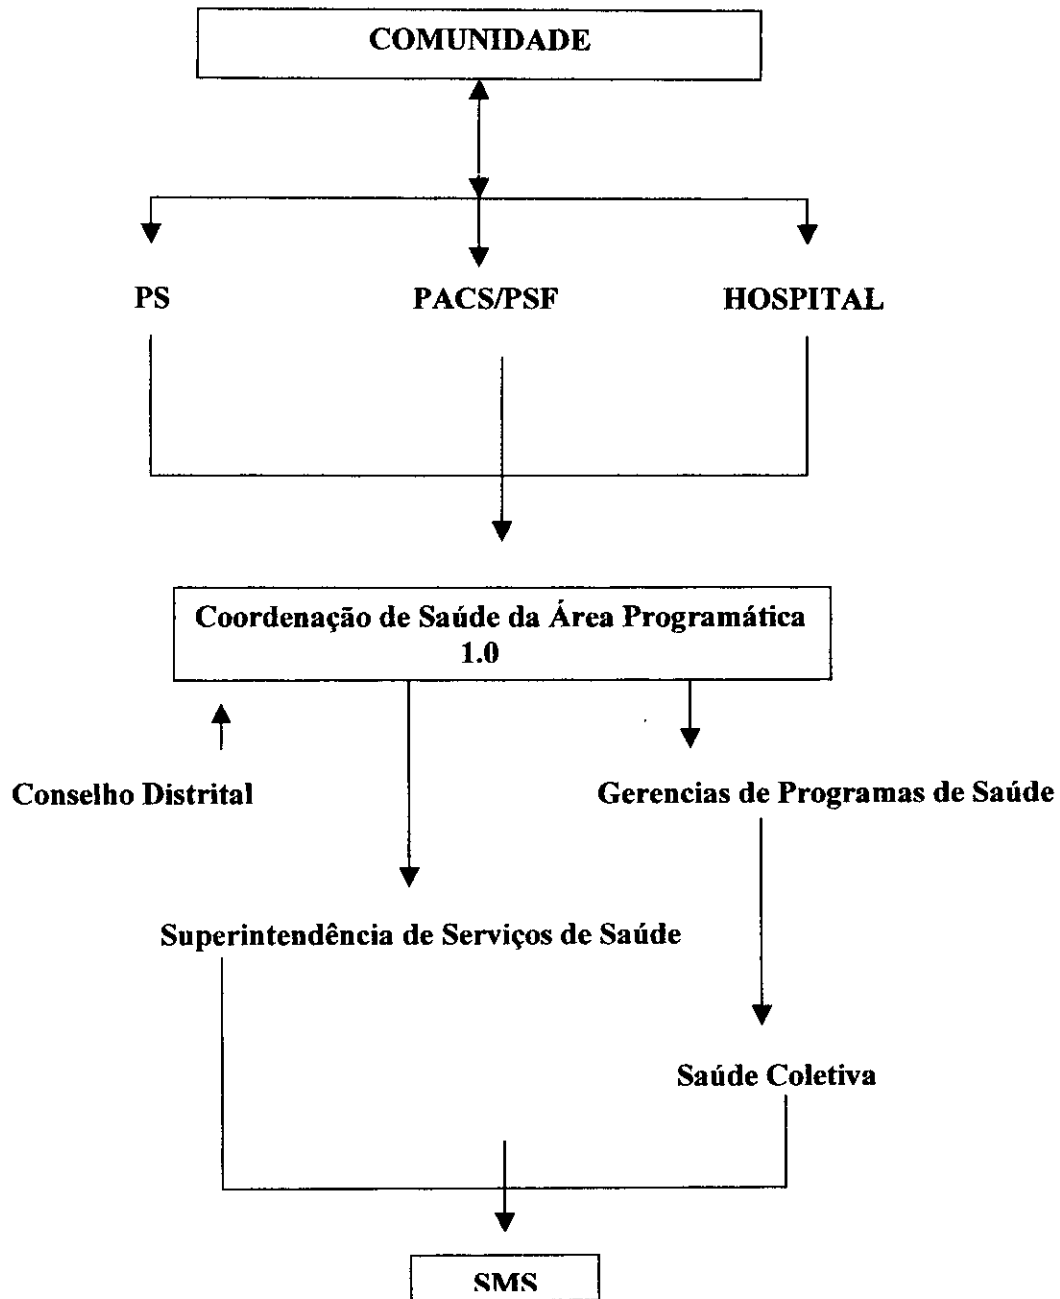 COMUNIDADE
PS
PACS/PSF
HOSPITAL
Coordenação de Saúde da Área Programática
1.0
Conselho Distrital
Gerencias de Programas de Saúde
Superintendência de Serviços de Saúde
Saúde Coletiva
SMS